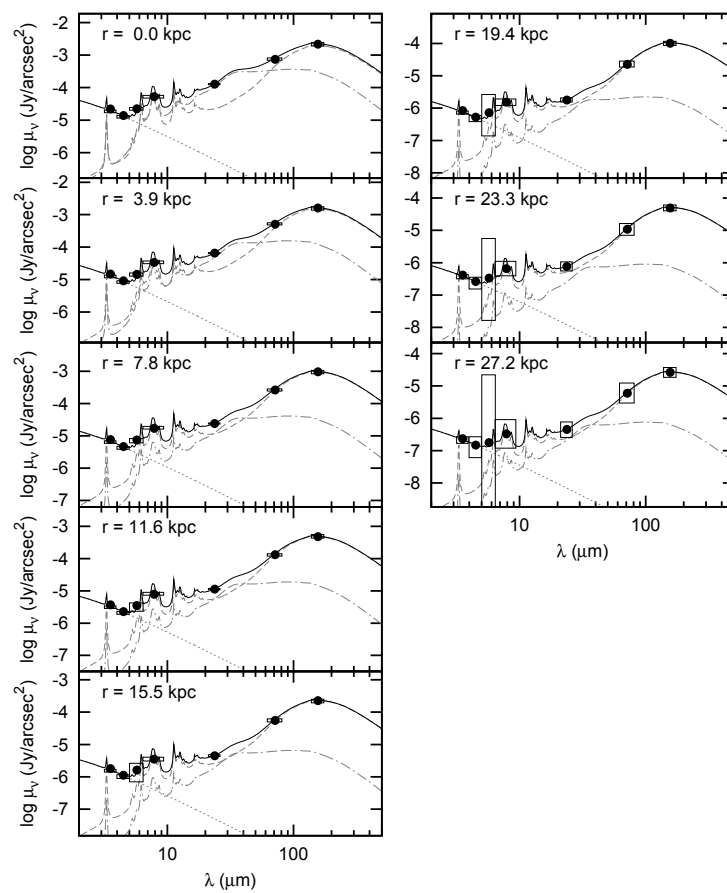 log μν (Jy/arcsec²)
r = 0.0 kpc
-2
-3
-4
-5
-6
log μν (Jy/arcsec²)
r = 3.9 kpc
-2
-3
-4
-5
-6
log μν (Jy/arcsec²)
r = 7.8 kpc
-3
-4
-5
-6
-7
log μν (Jy/arcsec²)
r = 11.6 kpc
-3
-4
-5
-6
-7
log μν (Jy/arcsec²)
r = 15.5 kpc
-3
-4
-5
-6
-7
10
100
λ (μm)
r = 19.4 kpc
-4
-5
-6
-7
-8
r = 23.3 kpc
-4
-5
-6
-7
-8
r = 27.2 kpc
-4
-5
-6
-7
-8
10
100
λ (μm)